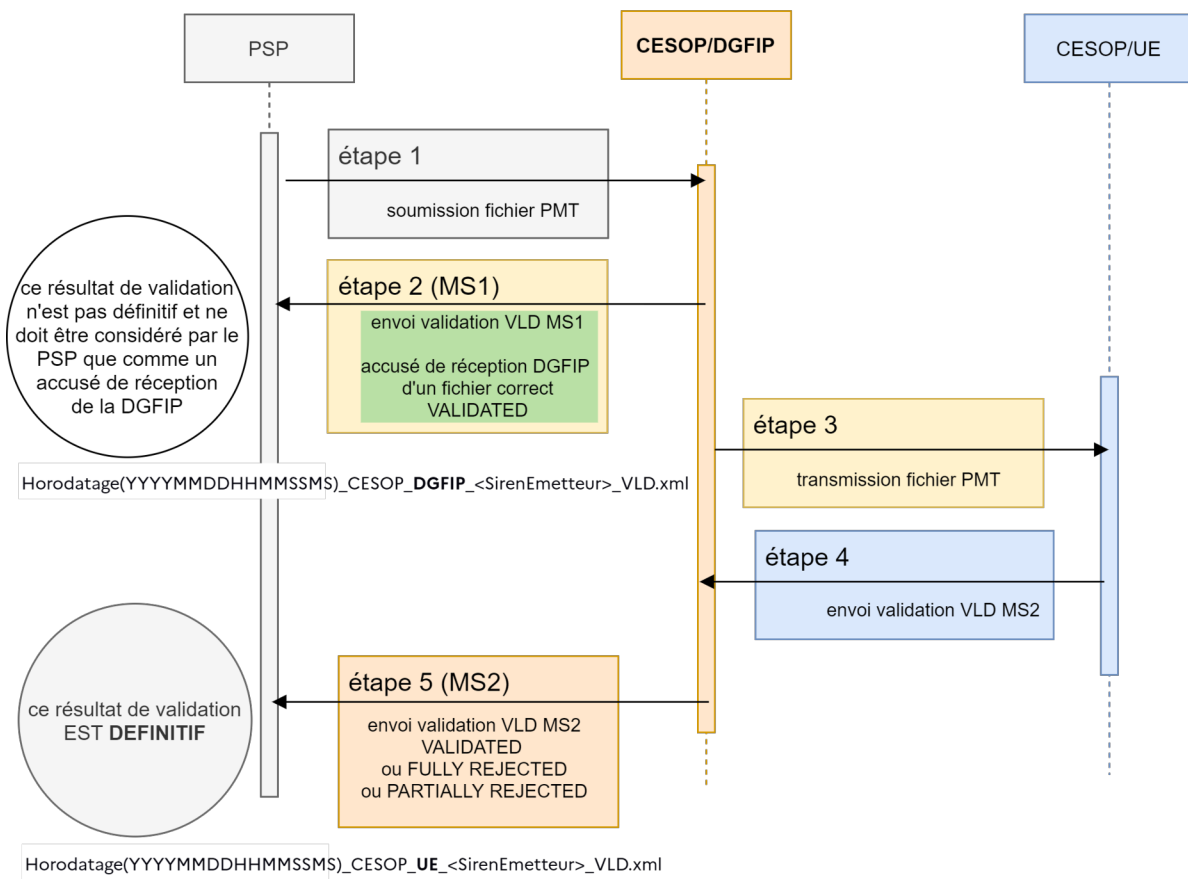 PSP
CESOP/DGFIP
CESOP/UE
étape 1
soumission fichier PMT
ce résultat de validation
n'est pas définitif et ne
doit être considéré par le
PSP que comme un
accusé de réception
de la DGFIP
étape 2 (MS1)
envoi validation VLD MS1
accusé de réception DGFIP
d'un fichier correct
VALIDATED
étape 3
transmission fichier PMT
Horodatage(YYYYMMDDHHMMSSMS)_CESOP_DGFIP_<SirenEmetteur>_VLD.xml
étape 4
envoi validation VLD MS2
ce résultat de validation
EST DEFINITIF
étape 5 (MS2)
envoi validation VLD MS2
VALIDATED
ou FULLY REJECTED
ou PARTIALLY REJECTED
Horodatage(YYYYMMDDHHMMSSMS)_CESOP_UE_<SirenEmetteur>_VLD.xml